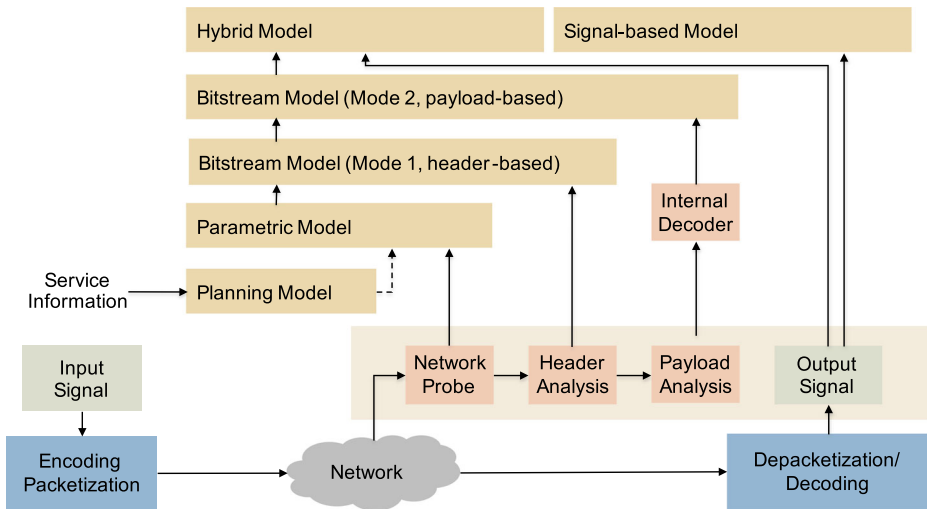 Hybrid Model
Signal-based Model
Bitstream Model (Mode 2, payload-based)
Bitstream Model (Mode 1, header-based)
Internal
Decoder
Parametric Model
Service
Information
Planning Model
Input
Signal
Network
Probe
Header
Analysis
Payload
Analysis
Output
Signal
Encoding
Packetization
Network
Depacketization/
Decoding